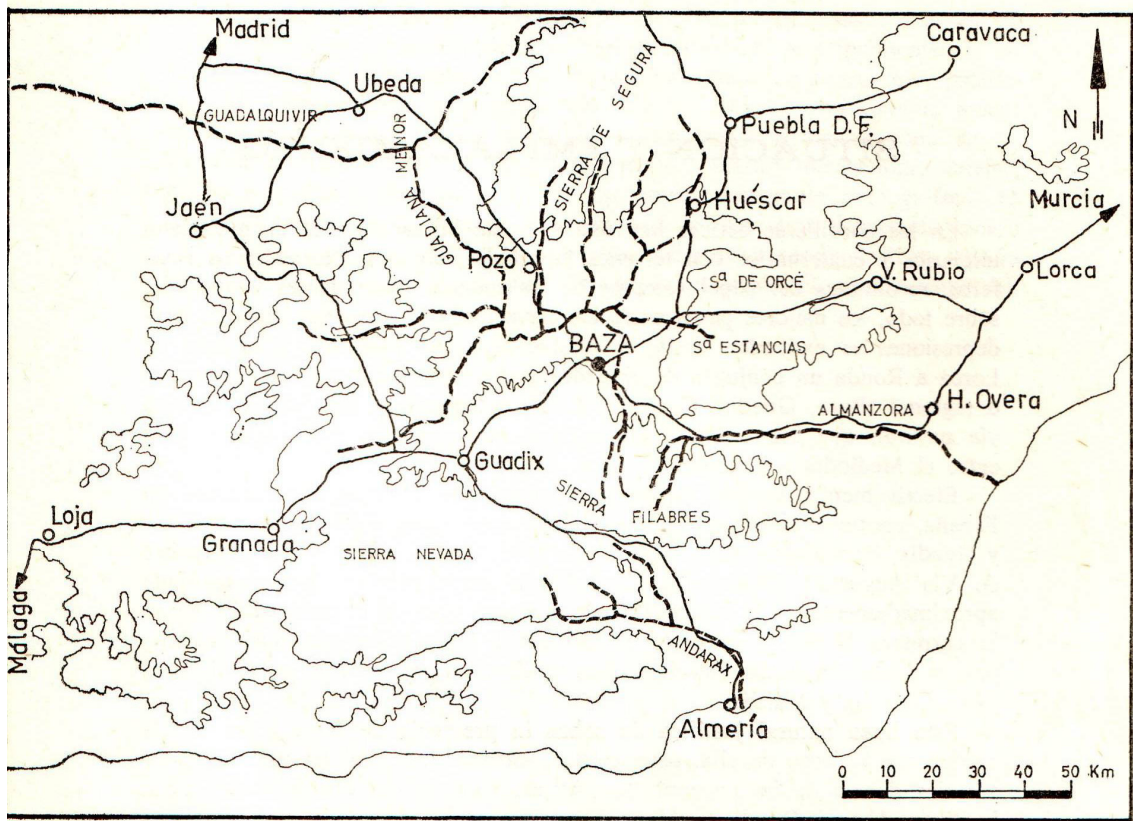 Madrid
Caravaca
Ubeda
GUADALQUIVIR
MENOR
SIERRA DE SEGURA
Puebla D.F.
N
Jaén
GUADIANA
Huéscar
Murcia
Pozo
Sª DE ORCE
V. Rubio
Lorca
BAZA
Sª ESTANCIAS
ALMANZORA
H. Overa
Guadix
SIERRA
FILABRES
Loja
Granada
SIERRA NEVADA
Málaga
ANDARAX
Almería
0 10 20 30 40 50 Km